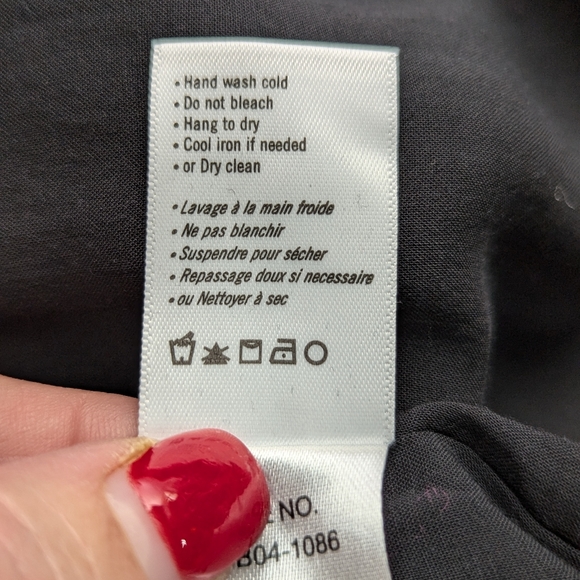 • Hand wash cold
• Do not bleach
• Hang to dry
• Cool iron if needed
• or Dry clean
• Lavage à la main froide
• Ne pas blanchir
• Suspendre pour sécher
• Repassage doux si necessaire
• ou Nettoyer à sec
NO.
B04-1086